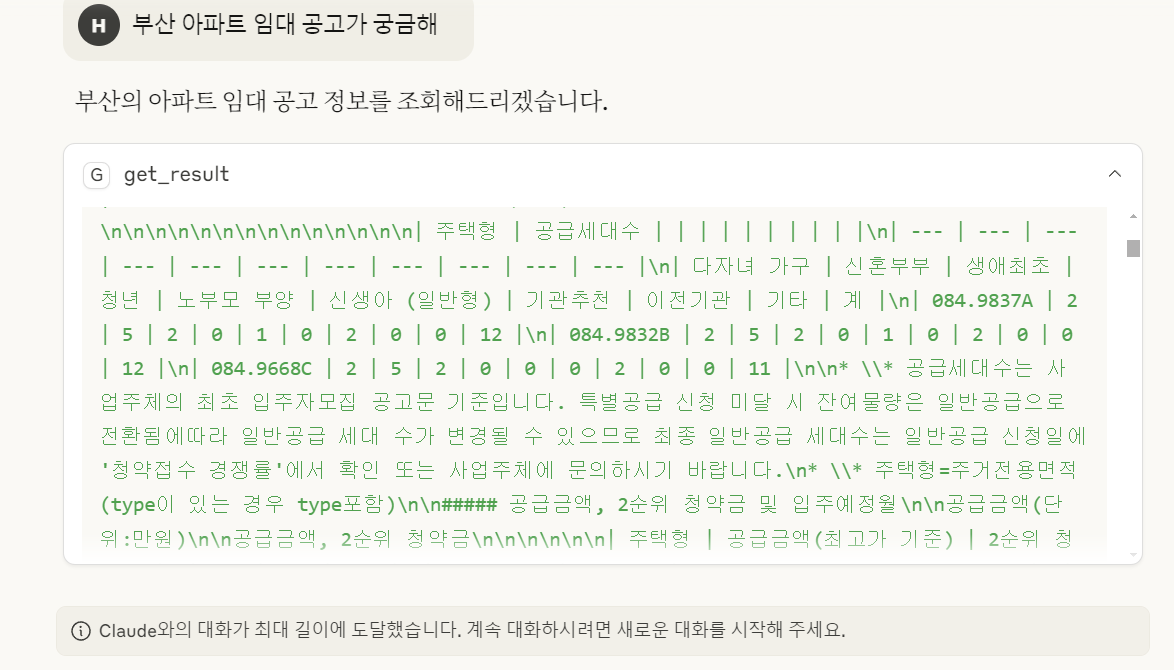 H 부산 아파트 임대 공고가 궁금해
부산의 아파트 임대 공고 정보를 조회해드리겠습니다.
G get_result
\n\n\n\n\n\n\n\n\n\n\n\n\n\n| 주택형 | 공급세대수 | | | | | | | | | |\n| --- | --- | ---
| --- | --- | --- | --- | --- | --- | --- | --- |\n| 다자녀 가구 | 신혼부부 | 생애최초 |
청년 | 노부모 부양 | 신생아 (일반형) | 기관추천 | 이전기관 | 기타 | 계 |\n| 084.9837A | 2
| 5 | 2 | 0 | 1 | 0 | 2 | 0 | 0 | 12 |\n| 084.9832B | 2 | 5 | 2 | 0 | 1 | 0 | 2 | 0 | 0
| 12 |\n| 084.9668C | 2 | 5 | 2 | 0 | 0 | 0 | 2 | 0 | 0 | 11 |\n\n* \\* 공급세대수는 사
업주체의 최초 입주자모집 공고문 기준입니다. 특별공급 신청 미달 시 잔여물량은 일반공급으로
전환됨에따라 일반공급 세대 수가 변경될 수 있으므로 최종 일반공급 세대수는 일반공급 신청일에
'청약접수 경쟁률'에서 확인 또는 사업주체에 문의하시기 바랍니다.\n* \\* 주택형=주거전용면적
(type이 있는 경우 type포함)\n\n##### 공급금액, 2순위 청약금 및 입주예정월\n\n공급금액(단
위:만원)\n\n공급금액, 2순위 청약금\n\n\n\n\n\n| 주택형 | 공급금액(최고가 기준) | 2순위 청
Claude와의 대화가 최대 길이에 도달했습니다. 계속 대화하시려면 새로운 대화를 시작해 주세요.